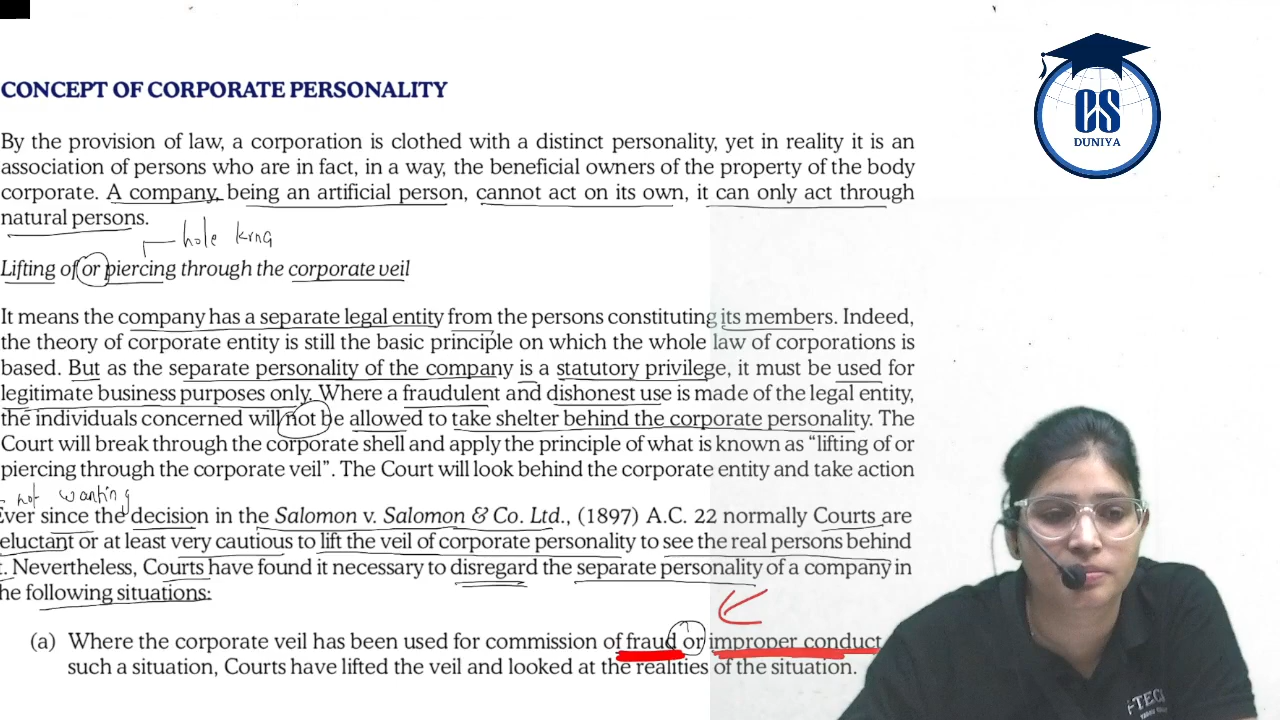 CS
DUNIYA
CONCEPT OF CORPORATE PERSONALITY
By the provision of law, a corporation is clothed with a distinct personality, yet in reality it is an
association of persons who are in fact, in a way, the beneficial owners of the property of the body
corporate. A company, being an artificial person, cannot act on its own, it can only act through
natural persons.
hole krna
Lifting of or piercing through the corporate veil
It means the company has a separate legal entity from the persons constituting its members. Indeed,
the theory of corporate entity is still the basic principle on which the whole law of corporations is
based. But as the separate personality of the company is a statutory privilege, it must be used for
legitimate business purposes only. Where a fraudulent and dishonest use is made of the legal entity,
the individuals concerned will not be allowed to take shelter behind the corporate personality. The
Court will break through the corporate shell and apply the principle of what is known as “lifting of or
piercing through the corporate veil”. The Court will look behind the corporate entity and take action
not wanting
Ever since the decision in the Salomon v. Salomon & Co. Ltd., (1897) A.C. 22 normally Courts are
eluctant or at least very cautious to lift the veil of corporate personality to see the real persons behind
t. Nevertheless, Courts have found it necessary to disregard the separate personality of a company in
he following situations:
(a) Where the corporate veil has been used for commission of fraud or improper conduct
such a situation, Courts have lifted the veil and looked at the realities of the situation.